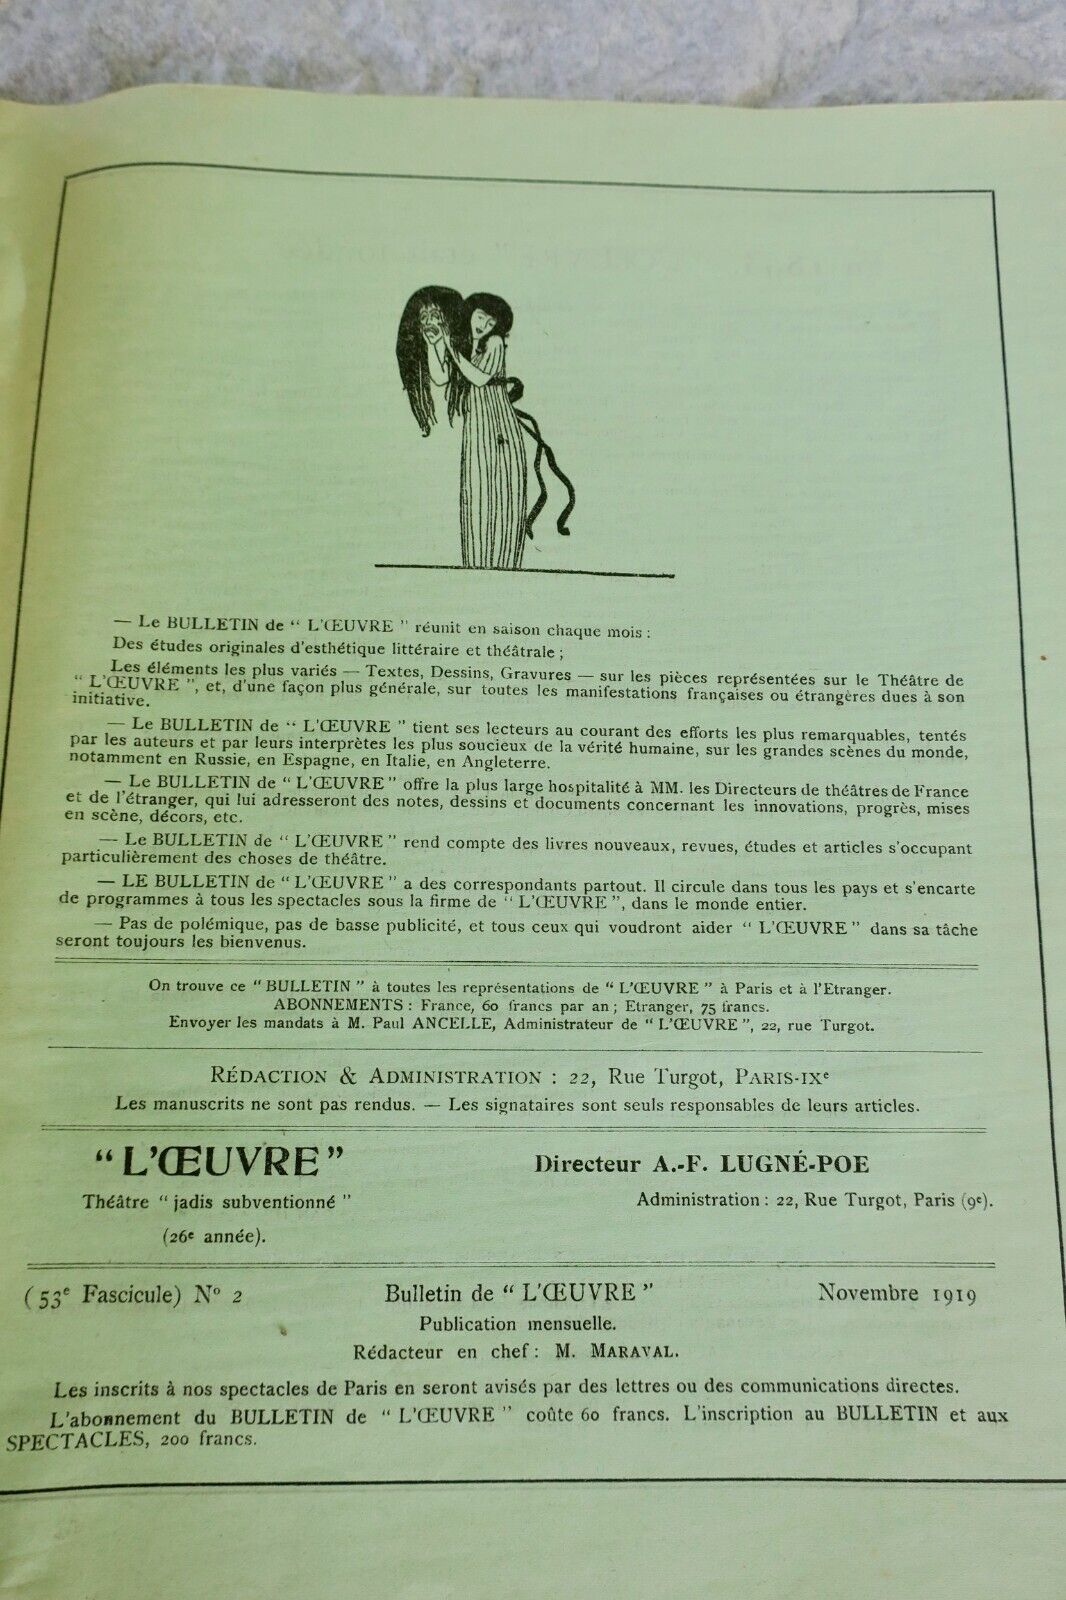 — Le BULLETIN de “ L'ŒUVRE ” réunit en saison chaque mois :
Des études originales d'esthétique littéraire et théâtrale ;
Les éléments les plus variés — Textes, Dessins, Gravures — sur les pièces représentées sur le Théâtre de
“ L'ŒUVRE ”, et, d'une façon plus générale, sur toutes les manifestations françaises ou étrangères dues à son
initiative.
— Le BULLETIN de “ L'ŒUVRE ” tient ses lecteurs au courant des efforts les plus remarquables, tentés
par les auteurs et par leurs interprètes les plus soucieux de la vérité humaine, sur les grandes scènes du monde,
notamment en Russie, en Espagne, en Italie, en Angleterre.
— Le BULLETIN de “ L'ŒUVRE ” offre la plus large hospitalité à MM. les Directeurs de théâtres de France
et de l'étranger, qui lui adresseront des notes, dessins et documents concernant les innovations, progrès, mises
en scène, décors, etc.
— Le BULLETIN de “ L'ŒUVRE ” rend compte des livres nouveaux, revues, études et articles s'occupant
particulièrement des choses de théâtre.
— LE BULLETIN de “ L'ŒUVRE ” a des correspondants partout. Il circule dans tous les pays et s'encarte
de programmes à tous les spectacles sous la firme de “ L'ŒUVRE ”, dans le monde entier.
— Pas de polémique, pas de basse publicité, et tous ceux qui voudront aider “ L'ŒUVRE ” dans sa tâche
seront toujours les bienvenus.
On trouve ce “ BULLETIN ” à toutes les représentations de “ L'ŒUVRE ” à Paris et à l'Etranger.
ABONNEMENTS : France, 60 francs par an ; Etranger, 75 francs.
Envoyer les mandats à M. Paul ANCELLE, Administrateur de “ L'ŒUVRE ”, 22, rue Turgot.
RÉDACTION & ADMINISTRATION : 22, Rue Turgot, PARIS-IXe
Les manuscrits ne sont pas rendus. — Les signataires sont seuls responsables de leurs articles.
“ L'ŒUVRE ” Directeur A.-F. LUGNÉ-POE
Théâtre “ jadis subventionné ” Administration : 22, Rue Turgot, Paris (9e).
(26e année).
(53e Fascicule) No 2 Bulletin de “ L'ŒUVRE ” Novembre 1919
Publication mensuelle.
Rédacteur en chef : M. MARAVAL.
Les inscrits à nos spectacles de Paris en seront avisés par des lettres ou des communications directes.
L'abonnement du BULLETIN de “ L'ŒUVRE ” coûte 60 francs. L'inscription au BULLETIN et aux
SPECTACLES, 200 francs.